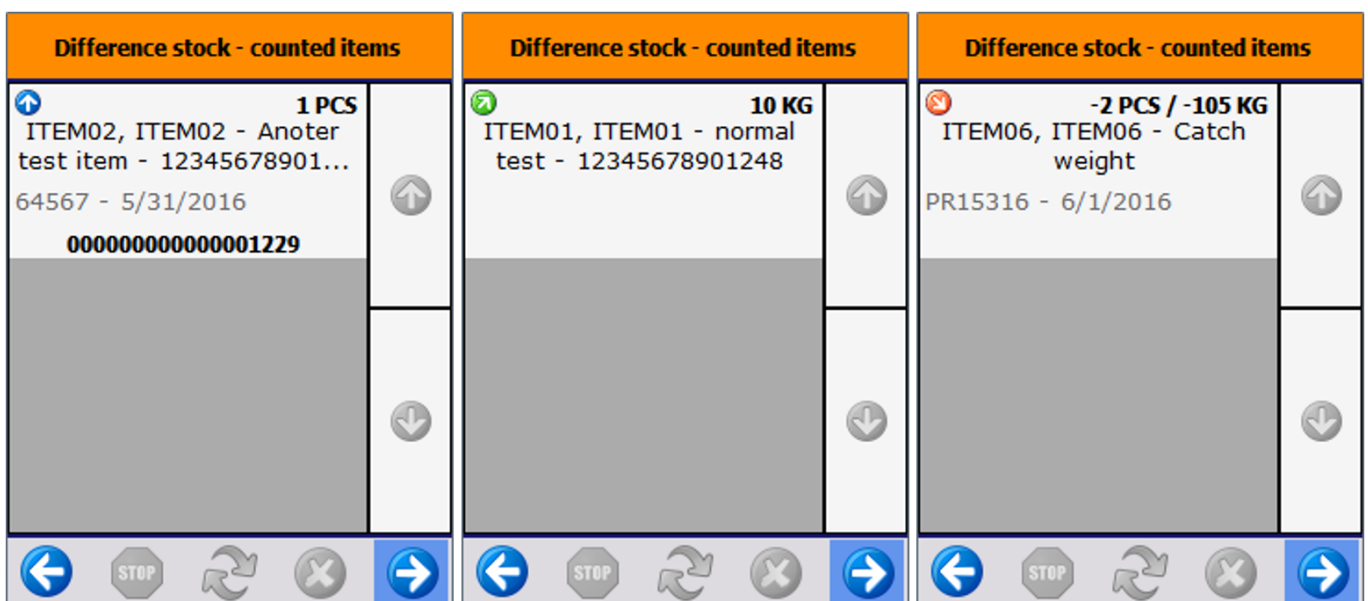 Difference stock - counted items
1 PCS
ITEM02, ITEM02 - Anoter
test item - 12345678901...
64567 - 5/31/2016
000000000000001229
STOP
Difference stock - counted items
10 KG
ITEM01, ITEM01 - normal
test - 12345678901248
STOP
Difference stock - counted items
-2 PCS / -105 KG
ITEM06, ITEM06 - Catch
weight
PR15316 - 6/1/2016
STOP